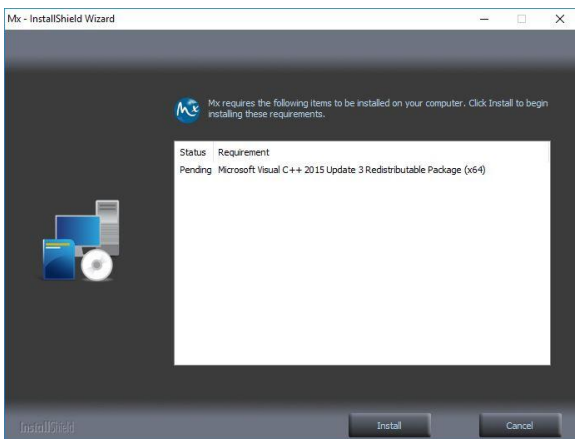 Mx - InstallShield Wizard
Mx
Mx requires the following items to be installed on your computer. Click Install to begin
installing these requirements.
Status Requirement
Pending Microsoft Visual C++ 2015 Update 3 Redistributable Package (x64)
InstallShield
Install Cancel